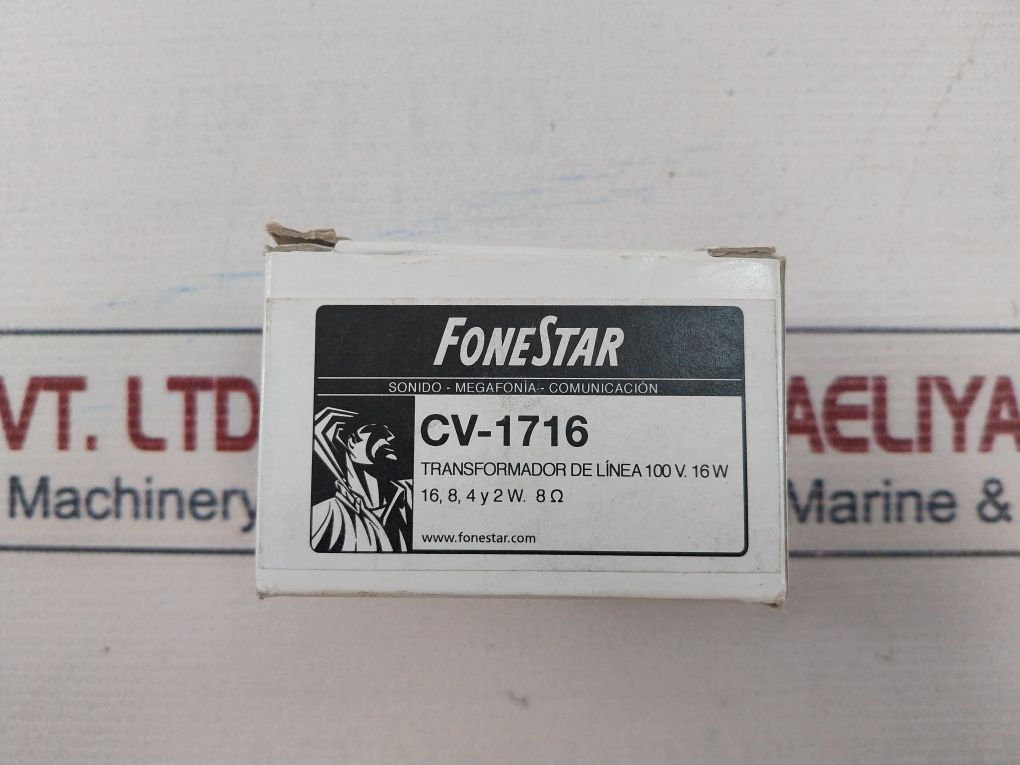 FONESTAR
SONIDO - MEGAFONÍA - COMUNICACIÓN
CV-1716
TRANSFORMADOR DE LÍNEA 100 V. 16 W
16, 8, 4 y 2 W. 8 Ω
www.fonestar.com
VT. LTD
AELIYA
Machinery
Marine &